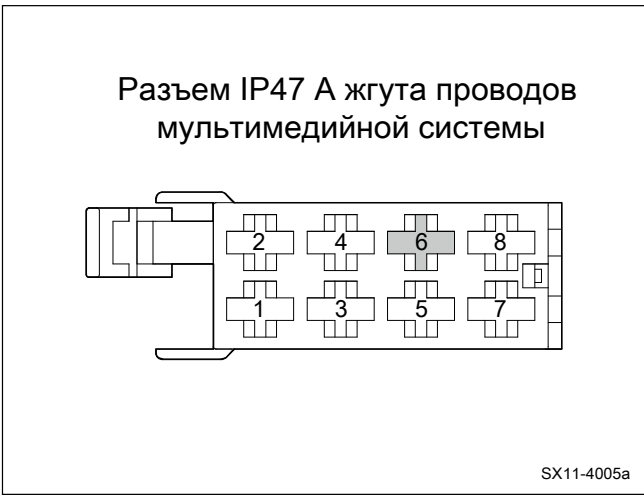 Разъем IP47 A жгута проводов
мультимедийной системы
2 4 6 8
1 3 5 7
SX11-4005a